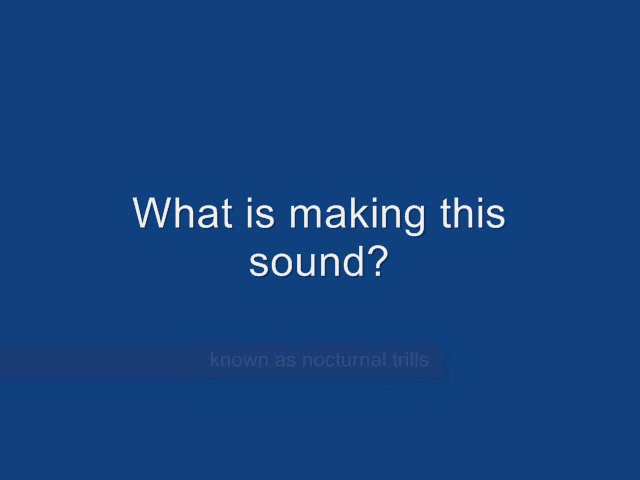 What is making this
sound?
known as nocturnal trills